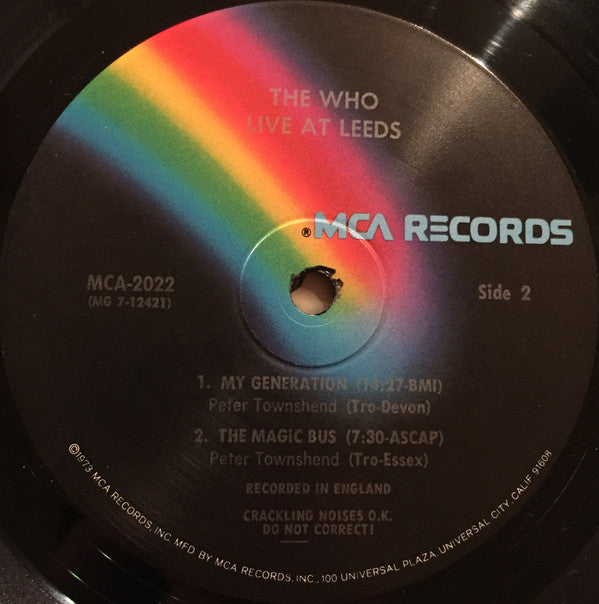 THE WHO
LIVE AT LEEDS
® MCA RECORDS
MCA-2022
(MG 7-12421)
Side 2
1. MY GENERATION (14:27-BMI)
Peter Townshend (Tro-Devon)
2. THE MAGIC BUS (7:30-ASCAP)
Peter Townshend (Tro-Essex)
RECORDED IN ENGLAND
CRACKLING NOISES O.K.
DO NOT CORRECT!
©1973 MCA RECORDS, INC. MFD BY MCA RECORDS, INC., 100 UNIVERSAL PLAZA UNIVERSAL CITY, CALIF. 91608